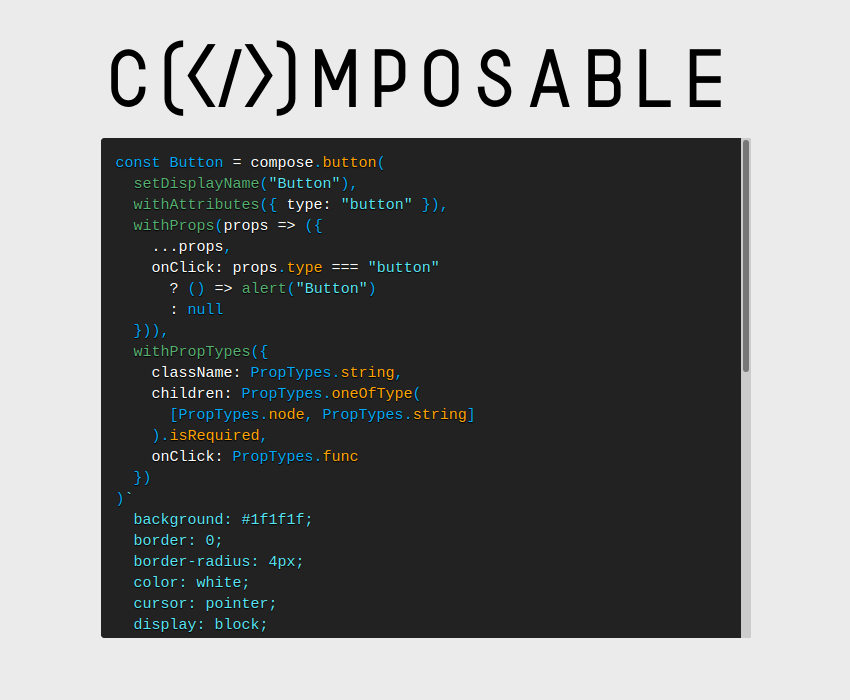 C(</>)MPOSABLE
const Button = compose.button(
  setDisplayName("Button"),
  withAttributes({ type: "button" }),
  withProps(props => ({
    ...props,
    onClick: props.type === "button"
      ? () => alert("Button")
      : null
  })),
  withPropTypes({
    className: PropTypes.string,
    children: PropTypes.oneOfType(
      [PropTypes.node, PropTypes.string]
    ).isRequired,
    onClick: PropTypes.func
  })
)`
  background: #1f1f1f;
  border: 0;
  border-radius: 4px;
  color: white;
  cursor: pointer;
  display: block;